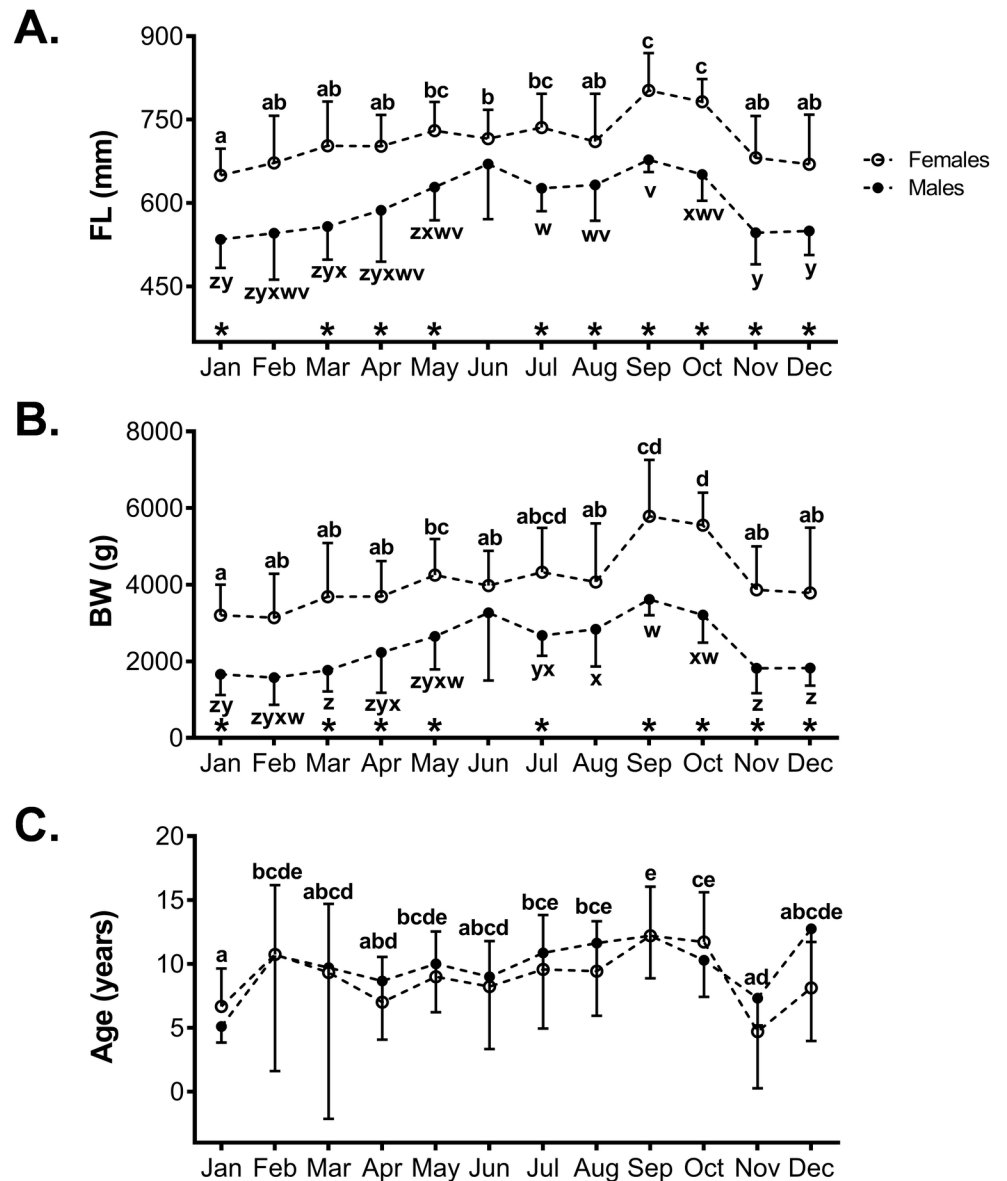 A.
FL (mm)
900
750
600
450
a ab ab ab bc b bc ab c c ab ab
zy zyxwv zyx zyxwv zxwv w wv v xwv y y
* * * * * * * * * *
Jan Feb Mar Apr May Jun Jul Aug Sep Oct Nov Dec
Females
Males
B.
BW (g)
8000
6000
4000
2000
0
a ab ab ab bc ab abcd ab cd d ab ab
zy zyxw z zyx zyxw yx x w xw z z
* * * * * * * * *
Jan Feb Mar Apr May Jun Jul Aug Sep Oct Nov Dec
C.
Age (years)
20
15
10
5
0
a bcde abcd abd bcde abcd bce bce e ce ad abcde
Jan Feb Mar Apr May Jun Jul Aug Sep Oct Nov Dec